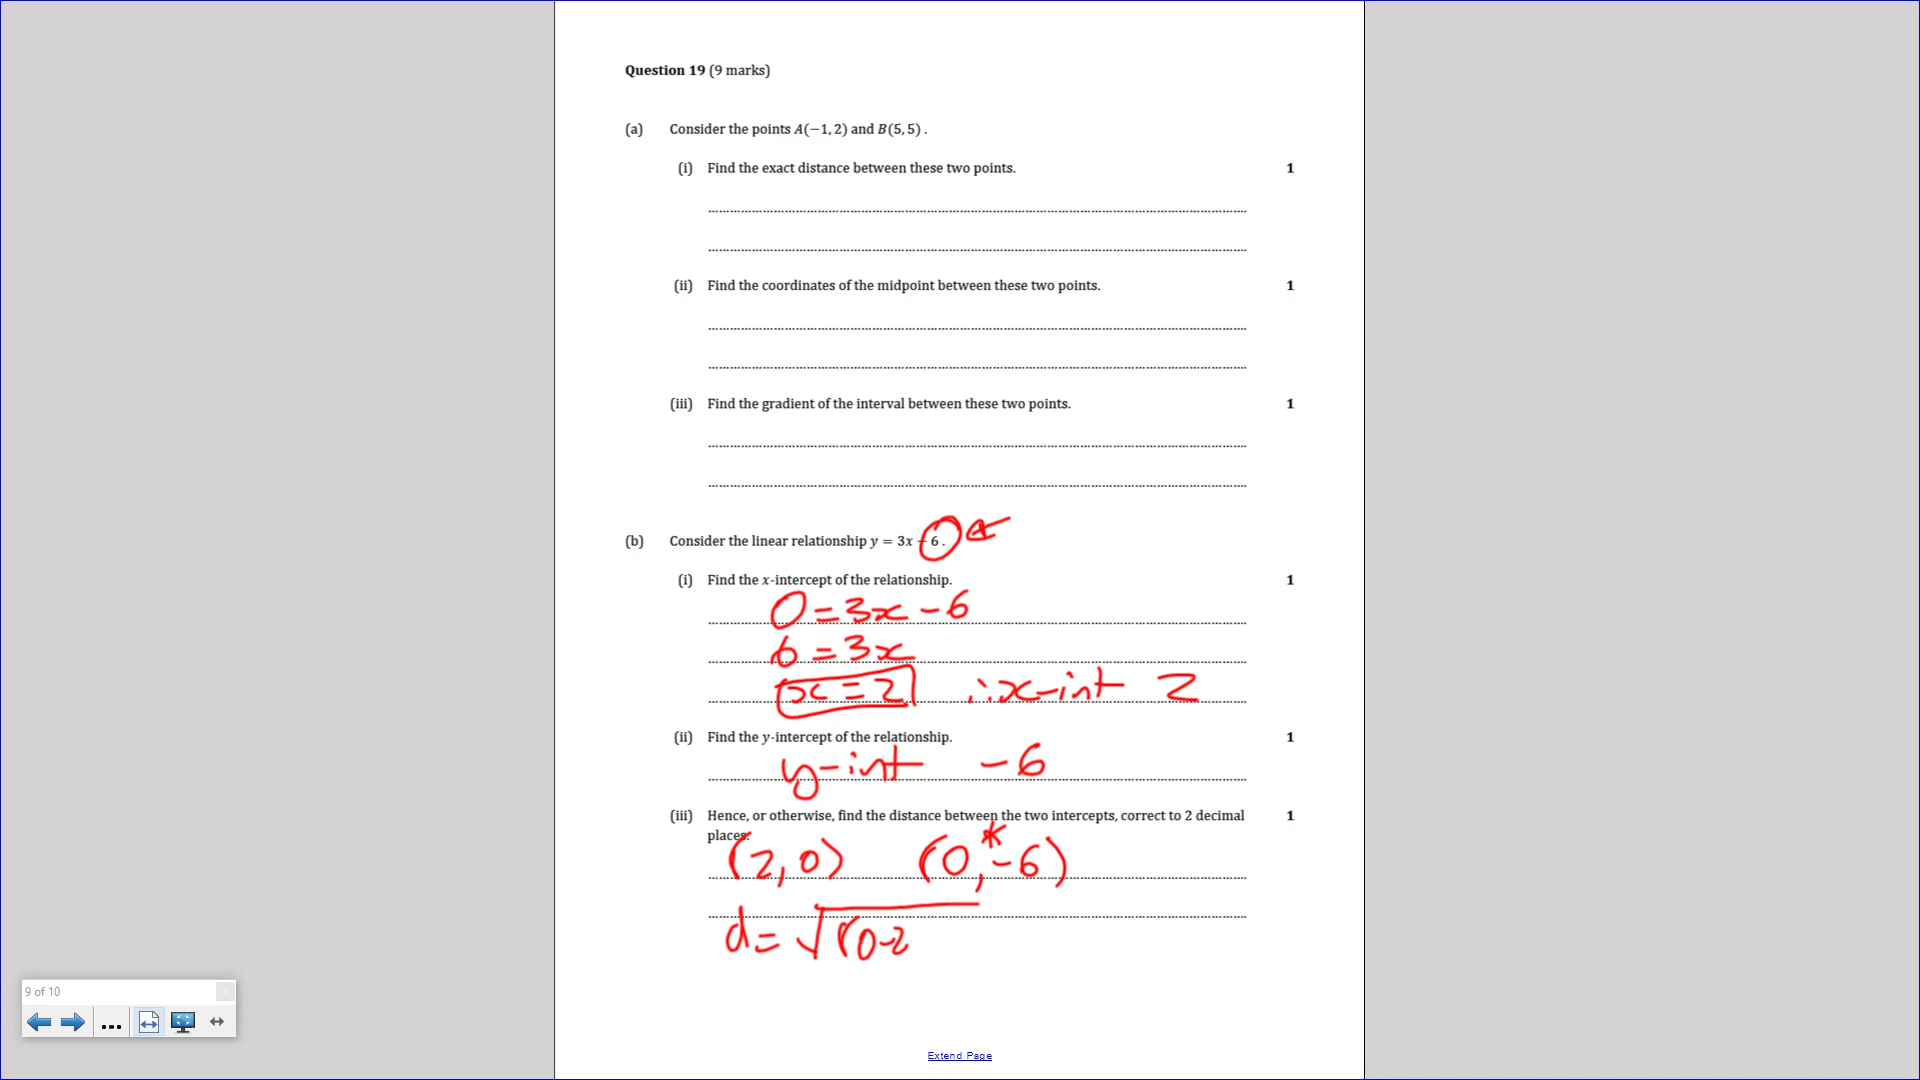 Question 19 (9 marks)
(a) Consider the points A(−1, 2) and B(5, 5) .
(i) Find the exact distance between these two points. 1
(ii) Find the coordinates of the midpoint between these two points. 1
(iii) Find the gradient of the interval between these two points. 1
(b) Consider the linear relationship y = 3x − 6 .
(i) Find the x-intercept of the relationship. 1
0 = 3x − 6
6 = 3x
x = 2 ∴ x-int 2
(ii) Find the y-intercept of the relationship. 1
y-int −6
(iii) Hence, or otherwise, find the distance between the two intercepts, correct to 2 decimal 1
places.
(2, 0) (0, −6)
d = √(0-2
9 of 10
...
Extend Page